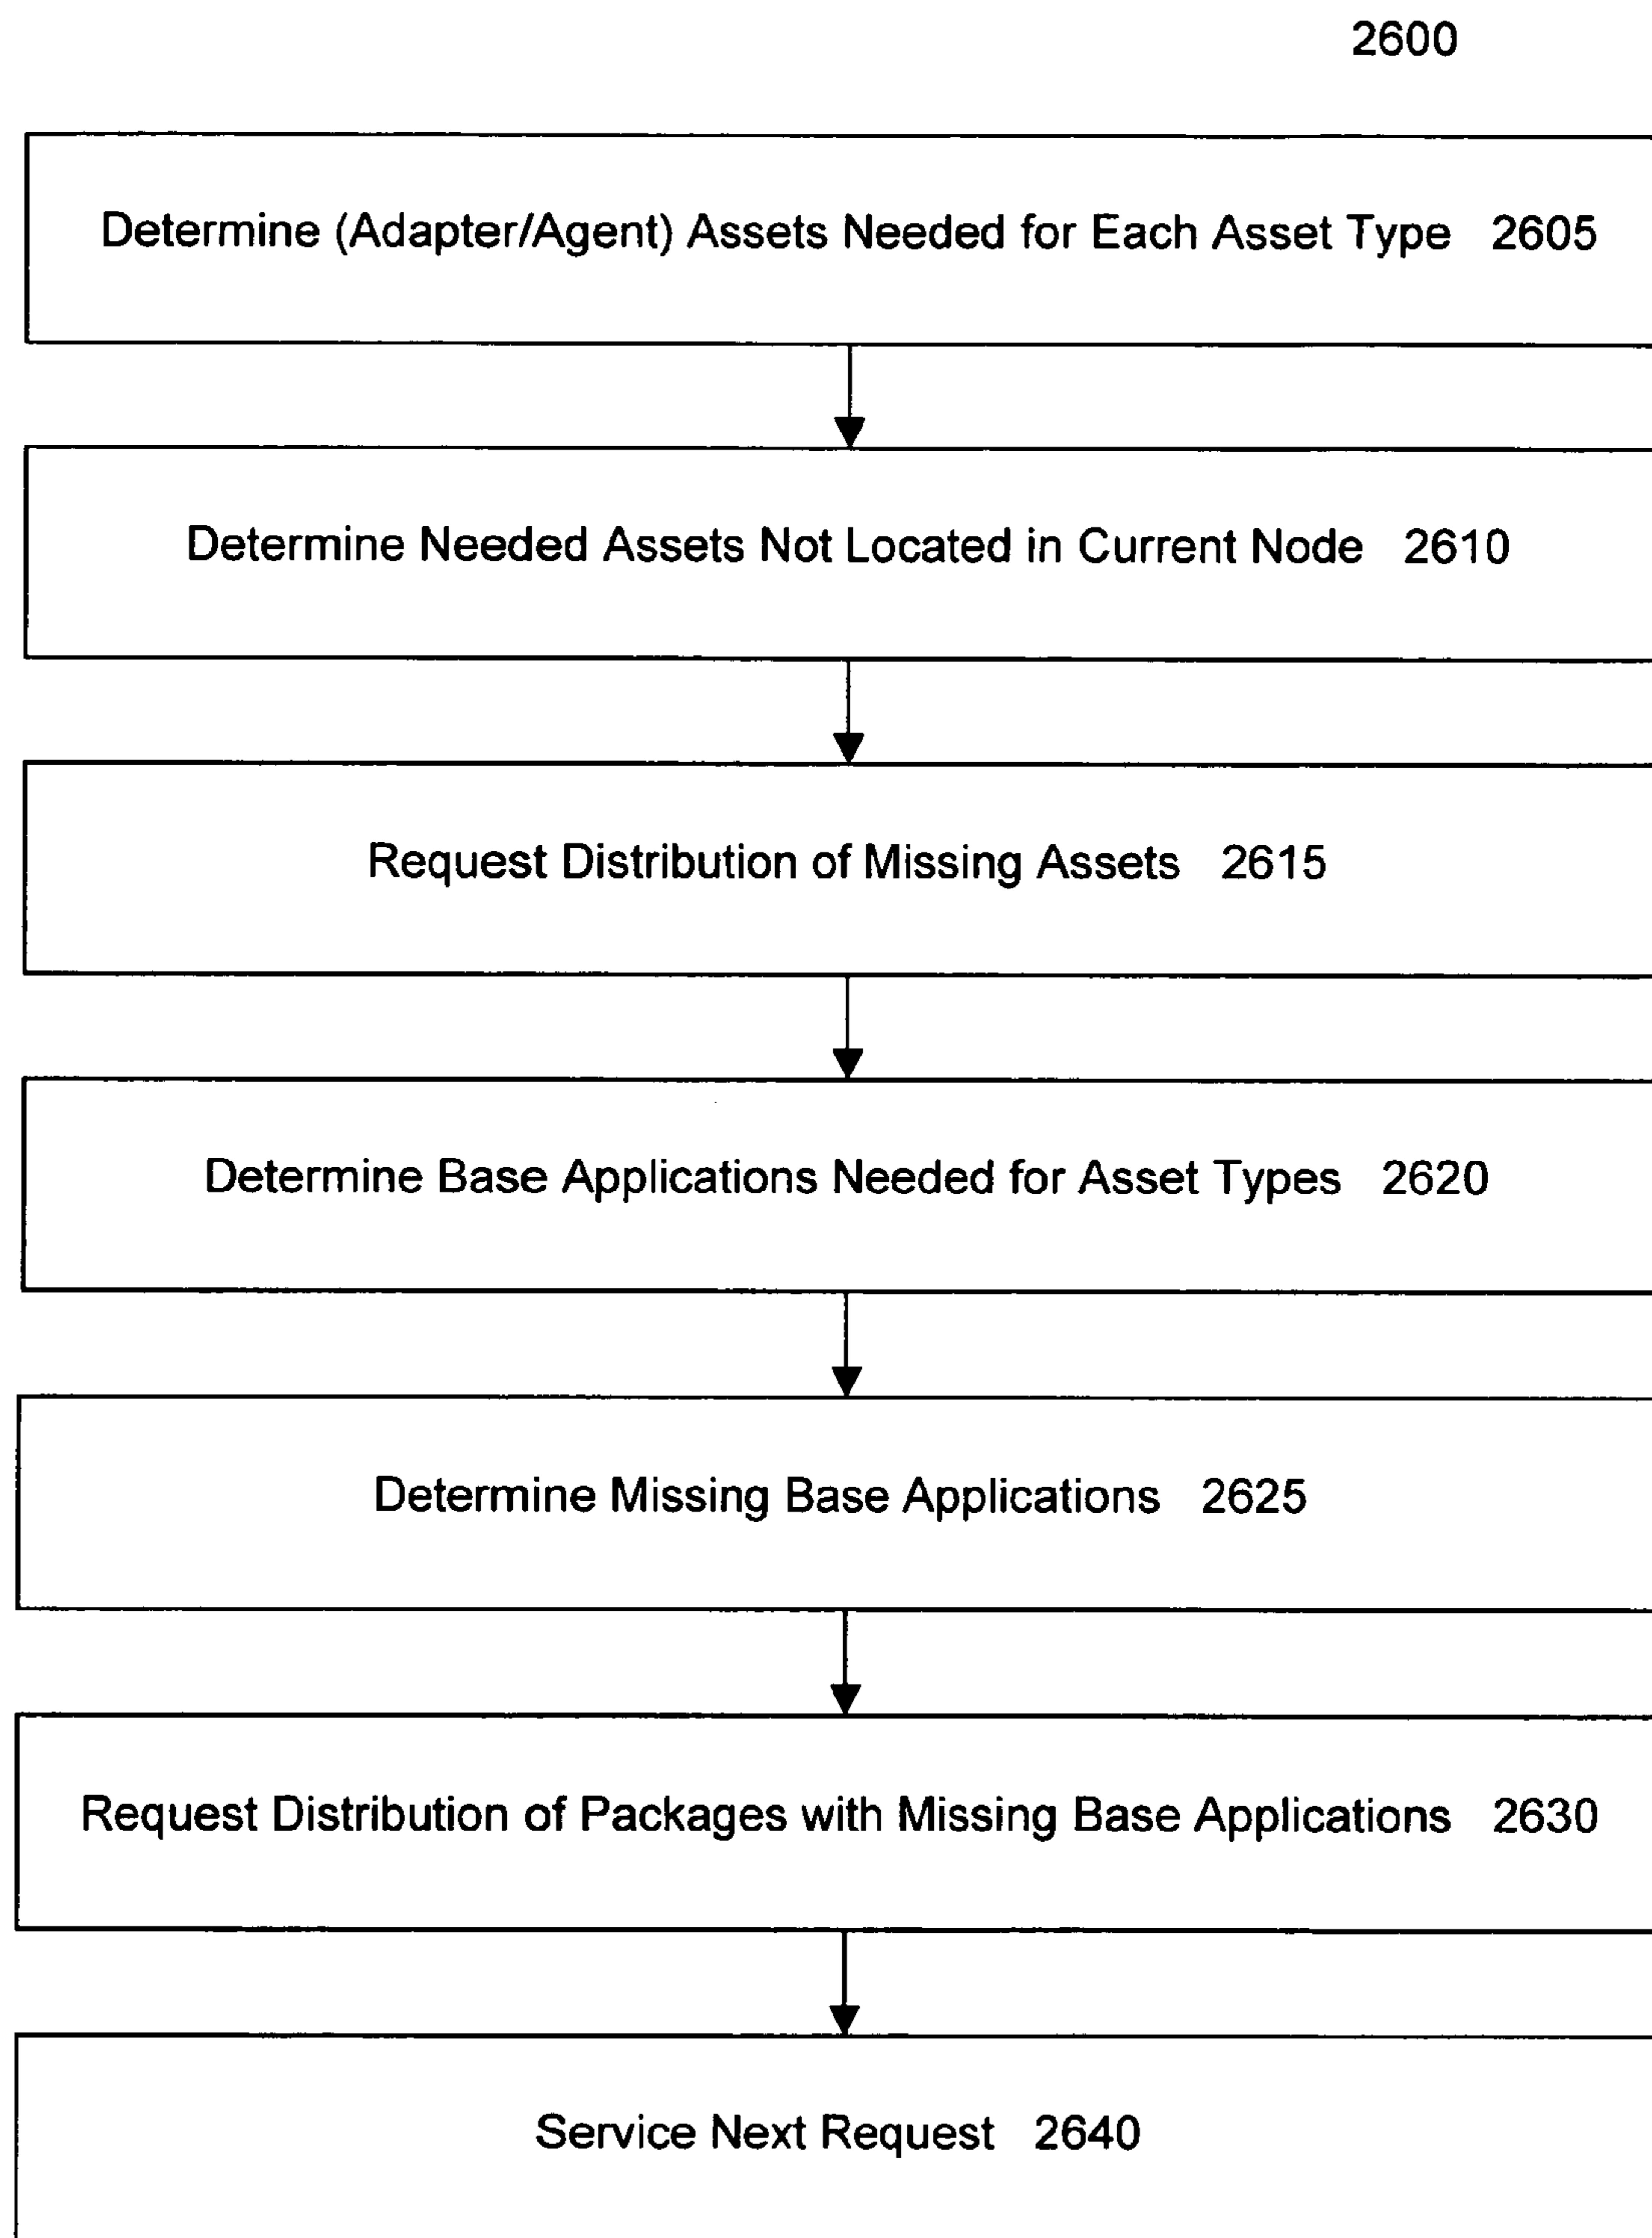 2600
Determine (Adapter/Agent) Assets Needed for Each Asset Type 2605
Determine Needed Assets Not Located in Current Node 2610
Request Distribution of Missing Assets 2615
Determine Base Applications Needed for Asset Types 2620
Determine Missing Base Applications 2625
Request Distribution of Packages with Missing Base Applications 2630
Service Next Request 2640